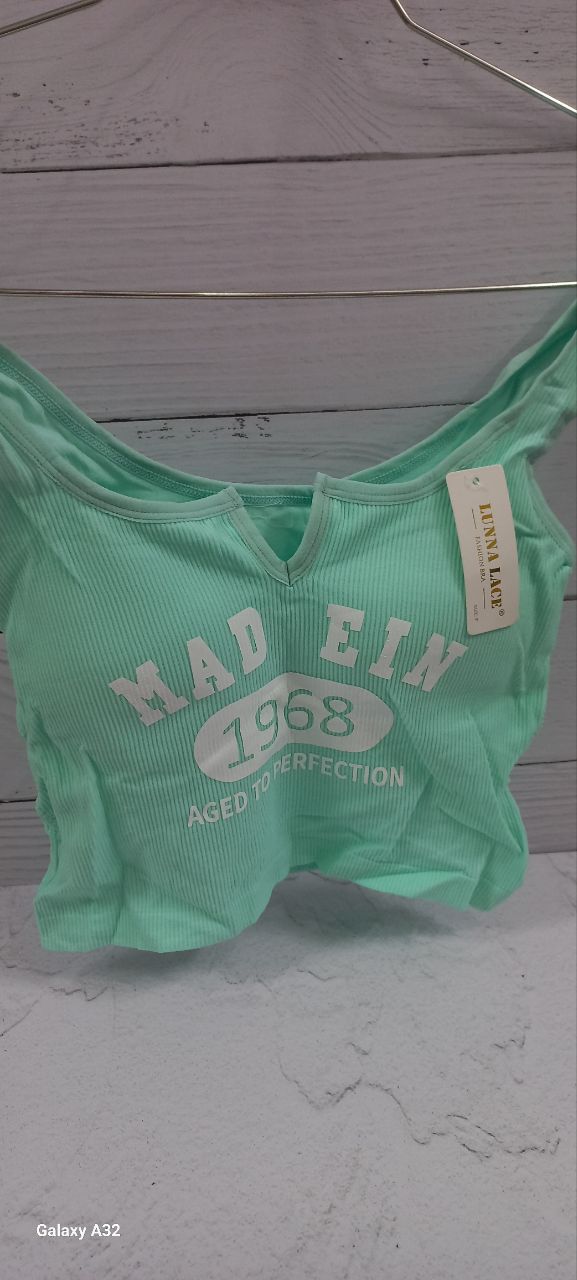 LUNNA LACE®
FASHION BRA
MAD EIN
1968
AGED TO PERFECTION
Galaxy A32